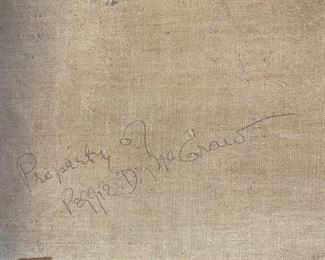 Property of
Peggie D. McGraw